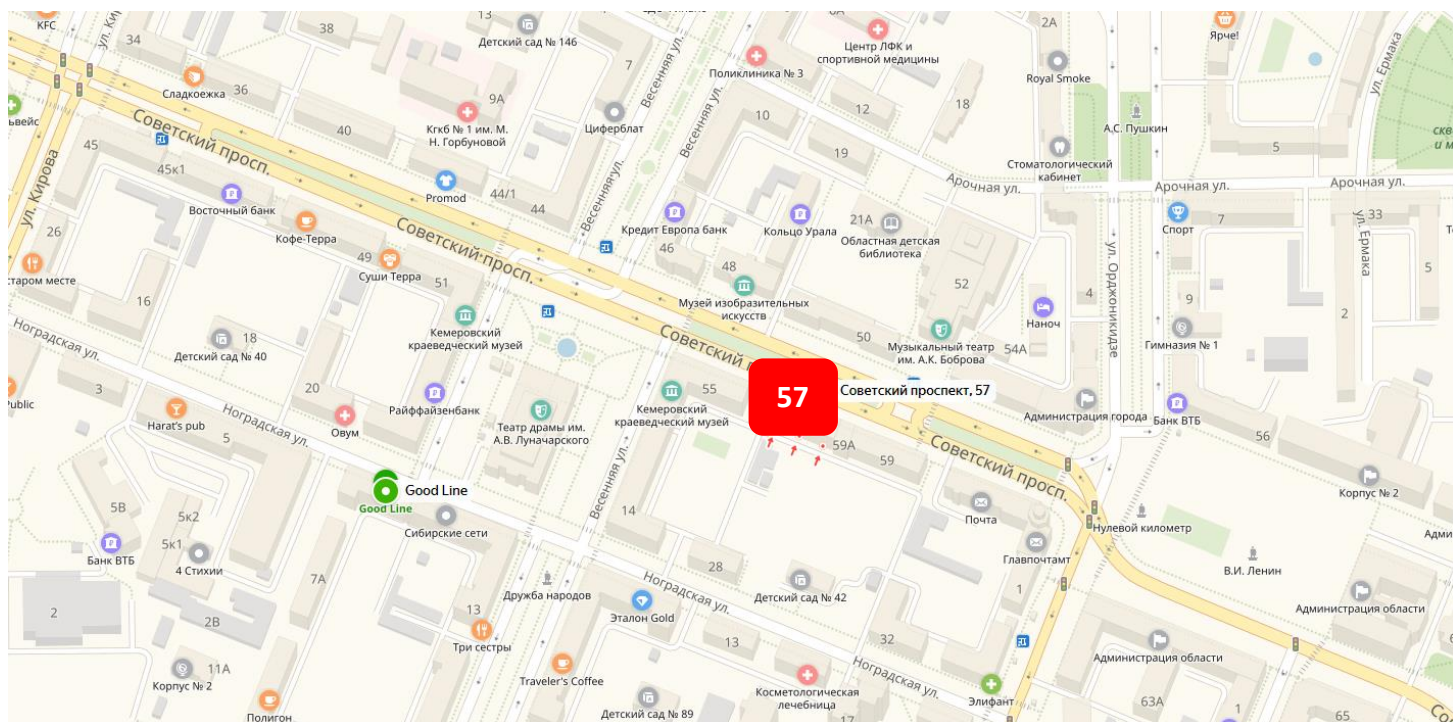 KFC
ул. Кирова
34
38
13
Детский сад № 146
7
Весенняя ул.
Поликлиника № 3
Центр ЛФК и
спортивной медицины
2А
Royal Smoke
Ярче!
ул. Ермака
Сладкоежка
36
9А
10
12
18
А.С. Пушкин
40
Кгкб № 1 им. М.
Н. Горбуновой
Циферблат
Весенняя ул.
19
Стоматологический
кабинет
5
Советский просп.
45
45к1
Promod
44/1
44
Арочная ул.
Арочная ул.
Арочная ул.
ул. Кирова
Восточный банк
Весенняя ул.
Кредит Европа банк
Кольцо Урала
21А
Областная детская
библиотека
7
Спорт
33
ул. Ермака
26
Кофе-Терра
Советский просп.
46
ул. Орджоникидзе
старом месте
49
Суши Терра
51
48
Музей изобразительных
искусств
52
4
9
5
16
2
Ноградская ул.
18
Детский сад № 40
Кемеровский
краеведческий музей
Советский
50
Музыкальный театр
им. А.К. Боброва
Наноч
54А
Гимназия № 1
3
20
55
57
Советский проспект, 57
Public
Harat's pub
Ноградская ул.
Овум
Райффайзенбанк
Театр драмы им.
А.В. Луначарского
Кемеровский
краеведческий музей
Администрация города
Банк ВТБ
5
59А
59
Советский просп.
56
Good Line
Good Line
Весенняя ул.
Корпус № 2
5В
5к2
Сибирские сети
14
Почта
Нулевой километр
5к1
Банк ВТБ
4 Стихии
Главпочтамт
В.И. Ленин
7А
28
Ноградская ул.
Дружба народов
Детский сад № 42
1
2
2В
13
Эталон Gold
Администрация области
Три сестры
13
32
Администрация области
11А
Корпус № 2
Traveler's Coffee
Ноградская ул.
Косметологическая
лечебница
Элифант
63А
1
65
Полигон
Детский сад № 89
17